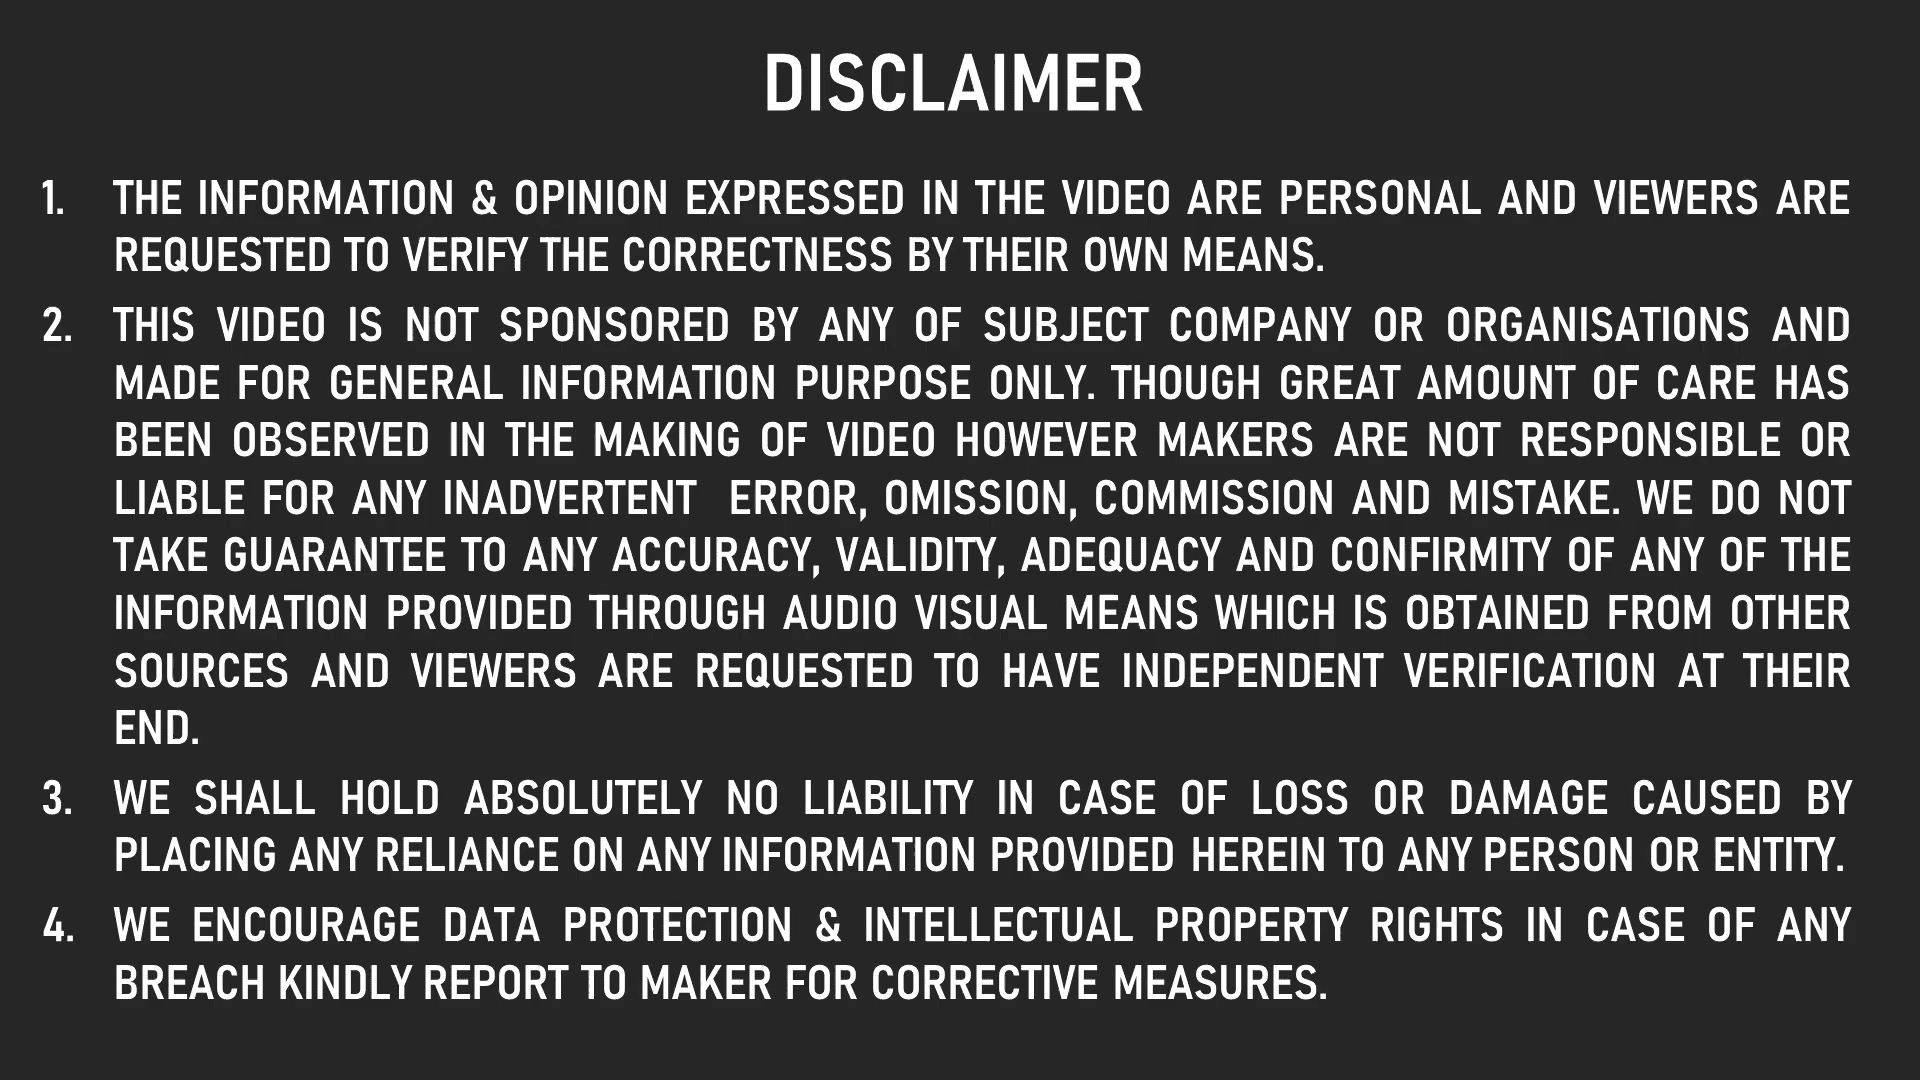 DISCLAIMER
1. THE INFORMATION & OPINION EXPRESSED IN THE VIDEO ARE PERSONAL AND VIEWERS ARE
REQUESTED TO VERIFY THE CORRECTNESS BY THEIR OWN MEANS.
2. THIS VIDEO IS NOT SPONSORED BY ANY OF SUBJECT COMPANY OR ORGANISATIONS AND
MADE FOR GENERAL INFORMATION PURPOSE ONLY. THOUGH GREAT AMOUNT OF CARE HAS
BEEN OBSERVED IN THE MAKING OF VIDEO HOWEVER MAKERS ARE NOT RESPONSIBLE OR
LIABLE FOR ANY INADVERTENT ERROR, OMISSION, COMMISSION AND MISTAKE. WE DO NOT
TAKE GUARANTEE TO ANY ACCURACY, VALIDITY, ADEQUACY AND CONFIRMITY OF ANY OF THE
INFORMATION PROVIDED THROUGH AUDIO VISUAL MEANS WHICH IS OBTAINED FROM OTHER
SOURCES AND VIEWERS ARE REQUESTED TO HAVE INDEPENDENT VERIFICATION AT THEIR
END.
3. WE SHALL HOLD ABSOLUTELY NO LIABILITY IN CASE OF LOSS OR DAMAGE CAUSED BY
PLACING ANY RELIANCE ON ANY INFORMATION PROVIDED HEREIN TO ANY PERSON OR ENTITY.
4. WE ENCOURAGE DATA PROTECTION & INTELLECTUAL PROPERTY RIGHTS IN CASE OF ANY
BREACH KINDLY REPORT TO MAKER FOR CORRECTIVE MEASURES.